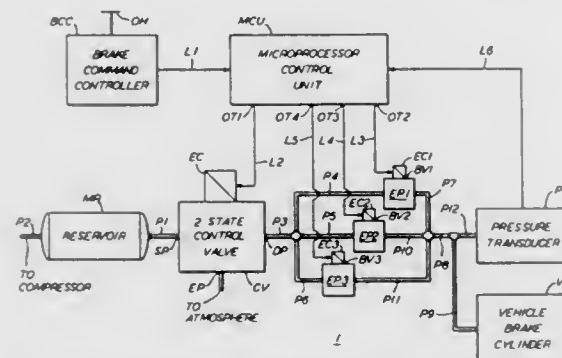 BCC
OH
MCU
BRAKE
COMMAND
CONTROLLER
L1
MICROPROCESSOR
CONTROL
UNIT
L6
OT1
OT4
OT3
OT2
EC
L2
L5
L4
L3
EC1
BV1
EP1
P7
P4
MR
P2
RESERVOIR
P1
SP
2 STATE
CONTROL
VALVE
P3
DP
P5
EC2
BV2
EP2
P10
P12
P8
PRESSURE
TRANSDUCER
TO
COMPRESSOR
EC3
BV3
EP3
P6
P11
EP
CV
TO
ATMOSPHERE
P9
VEHICLE
BRAKE
CYLINDER
1